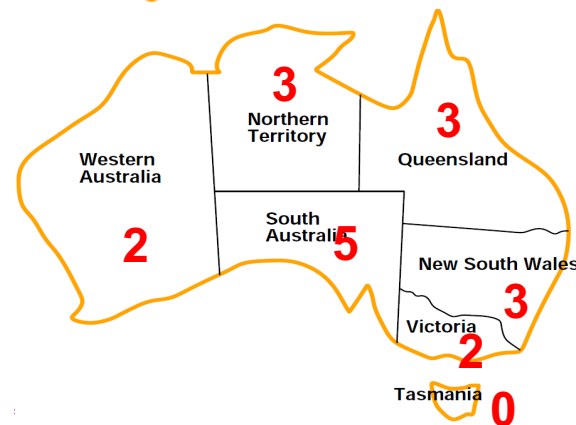 3
Northern
Territory
3
Queensland
Western
Australia
2
South
Australia
5
New South Wales
3
Victoria
2
Tasmania
0